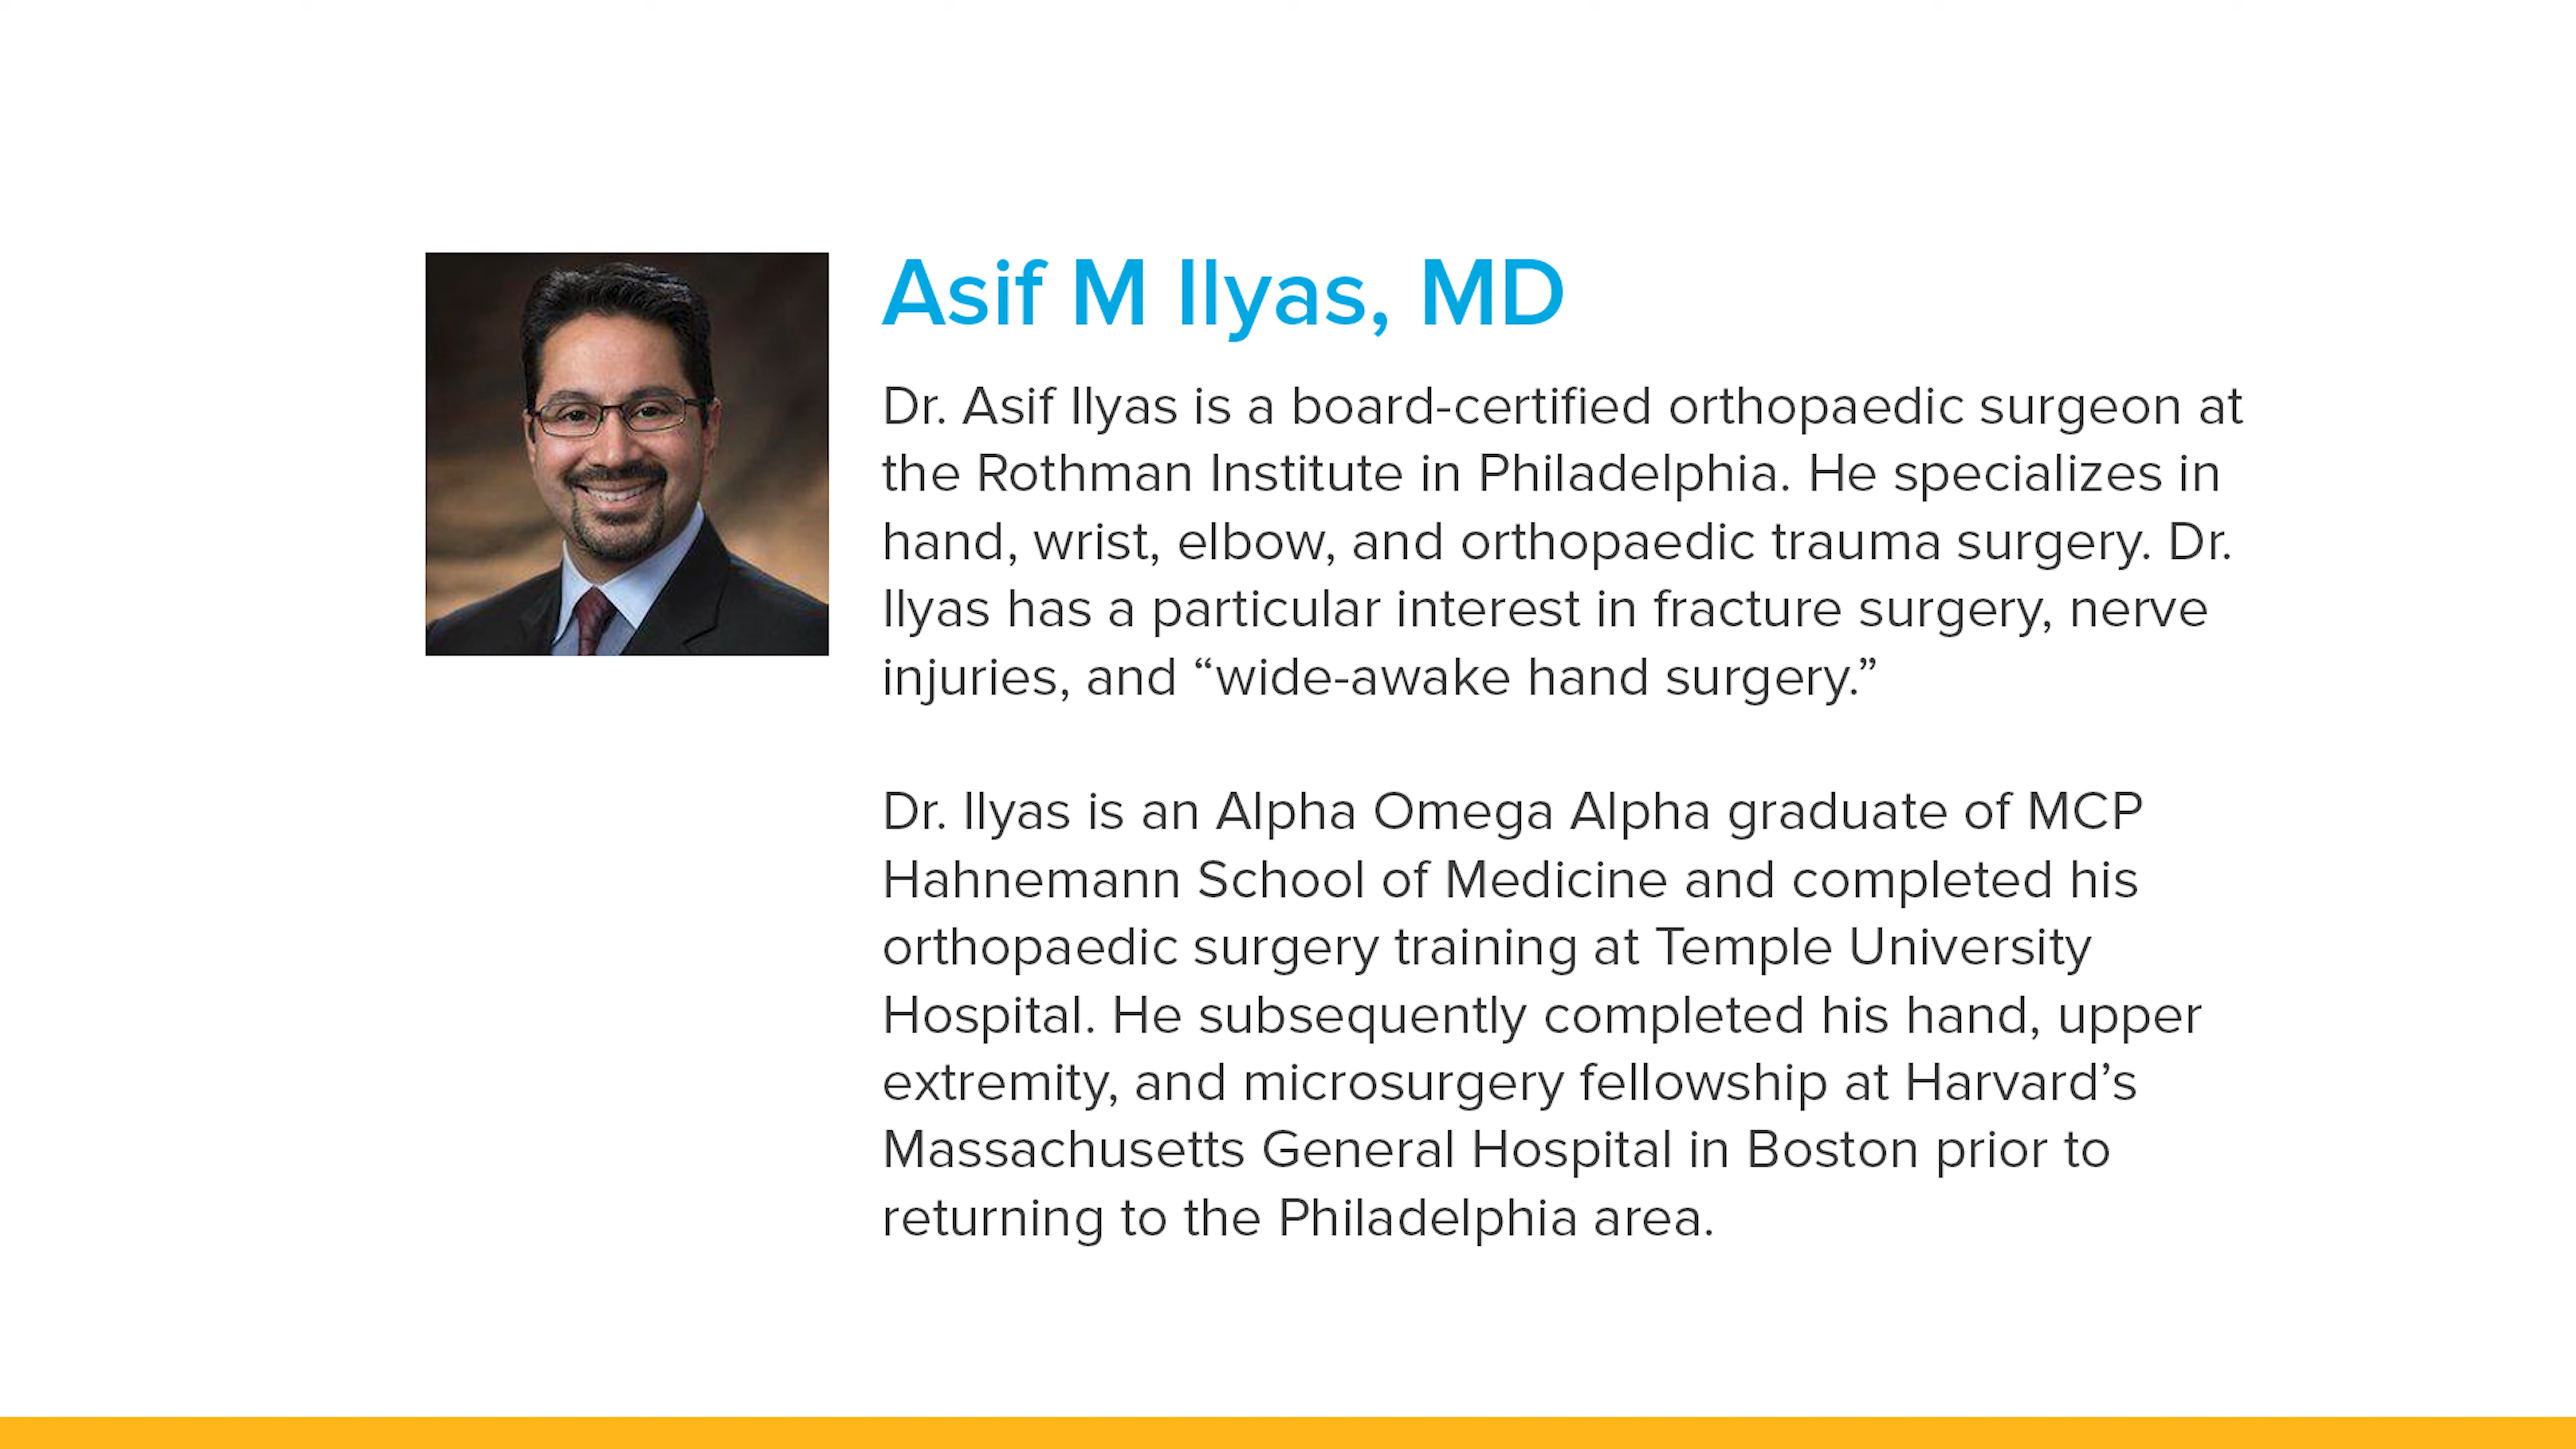 Asif M Ilyas, MD
Dr. Asif Ilyas is a board-certified orthopaedic surgeon at
the Rothman Institute in Philadelphia. He specializes in
hand, wrist, elbow, and orthopaedic trauma surgery. Dr.
Ilyas has a particular interest in fracture surgery, nerve
injuries, and “wide-awake hand surgery.”
Dr. Ilyas is an Alpha Omega Alpha graduate of MCP
Hahnemann School of Medicine and completed his
orthopaedic surgery training at Temple University
Hospital. He subsequently completed his hand, upper
extremity, and microsurgery fellowship at Harvard’s
Massachusetts General Hospital in Boston prior to
returning to the Philadelphia area.